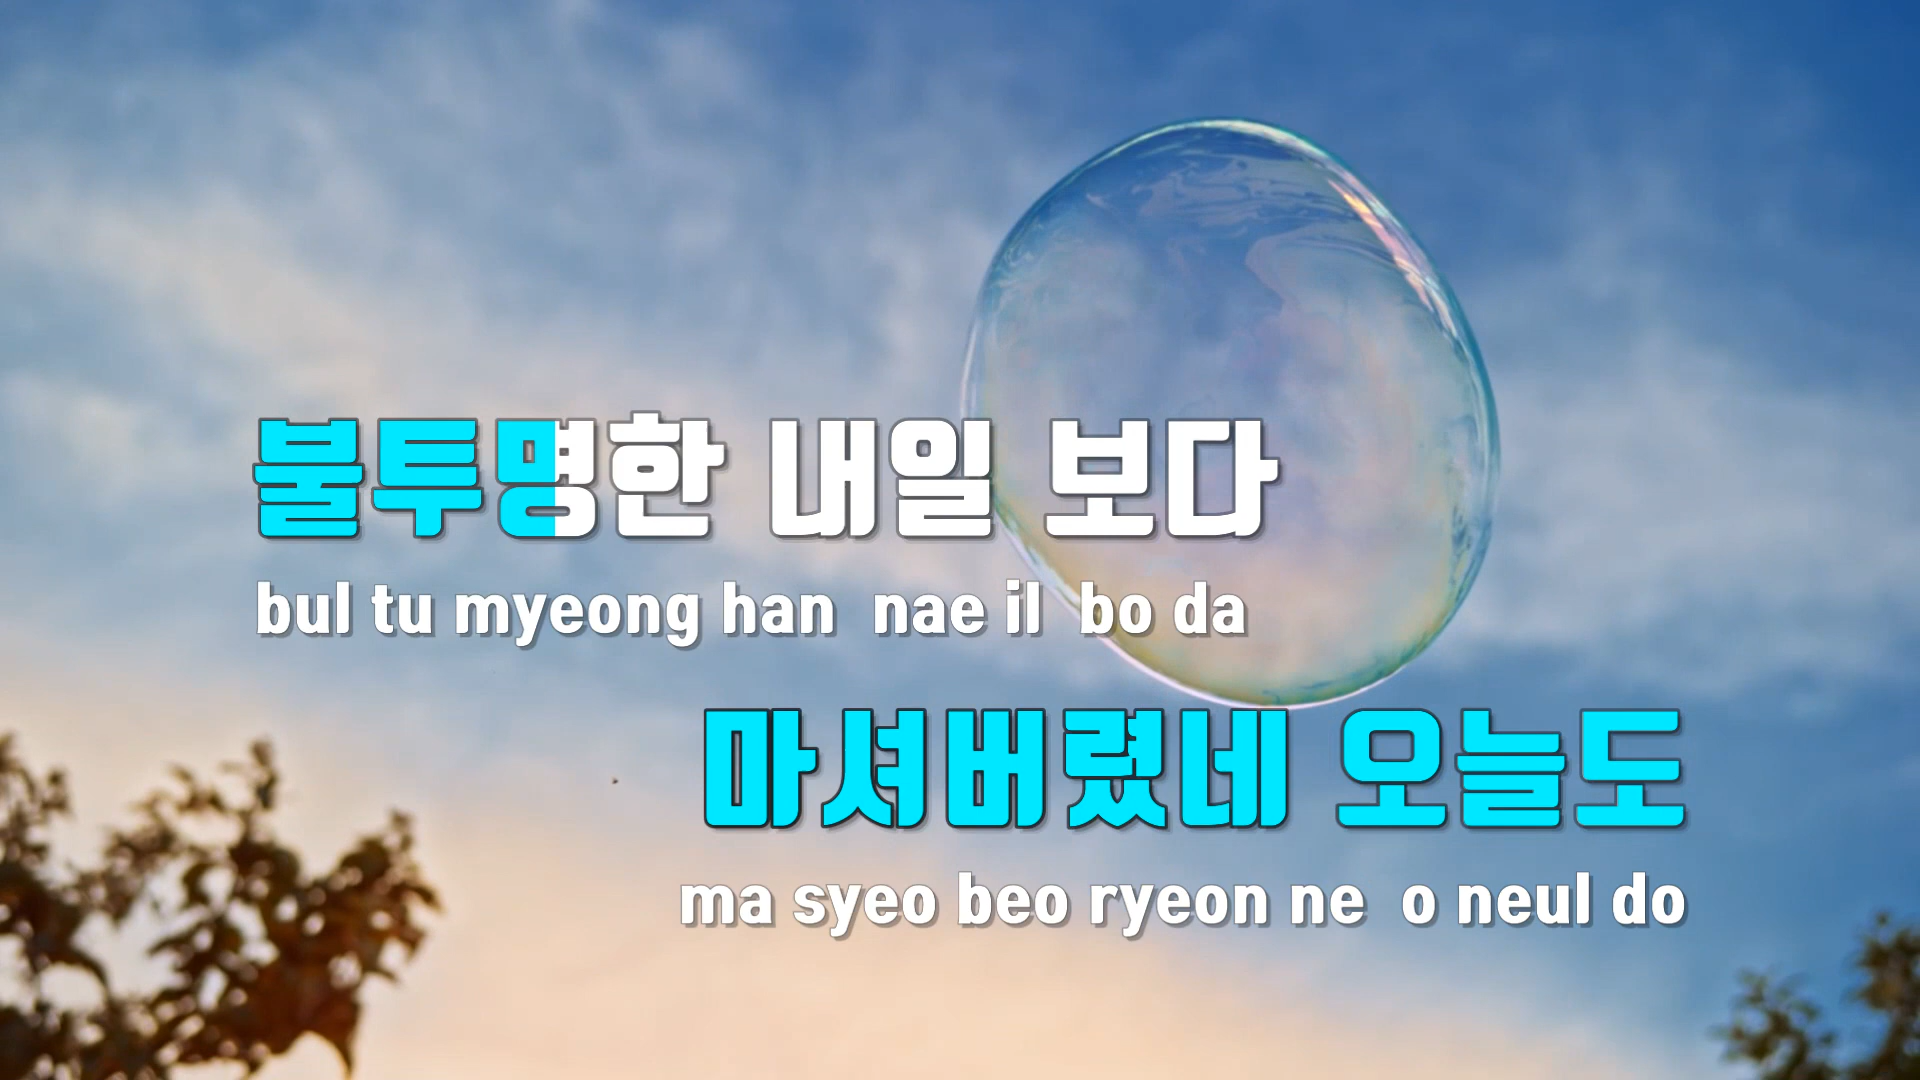 불투명한 내일 보다
bul tu myeong han nae il bo da
마셔버렸네 오늘도
ma syeo beo ryeon ne o neul do